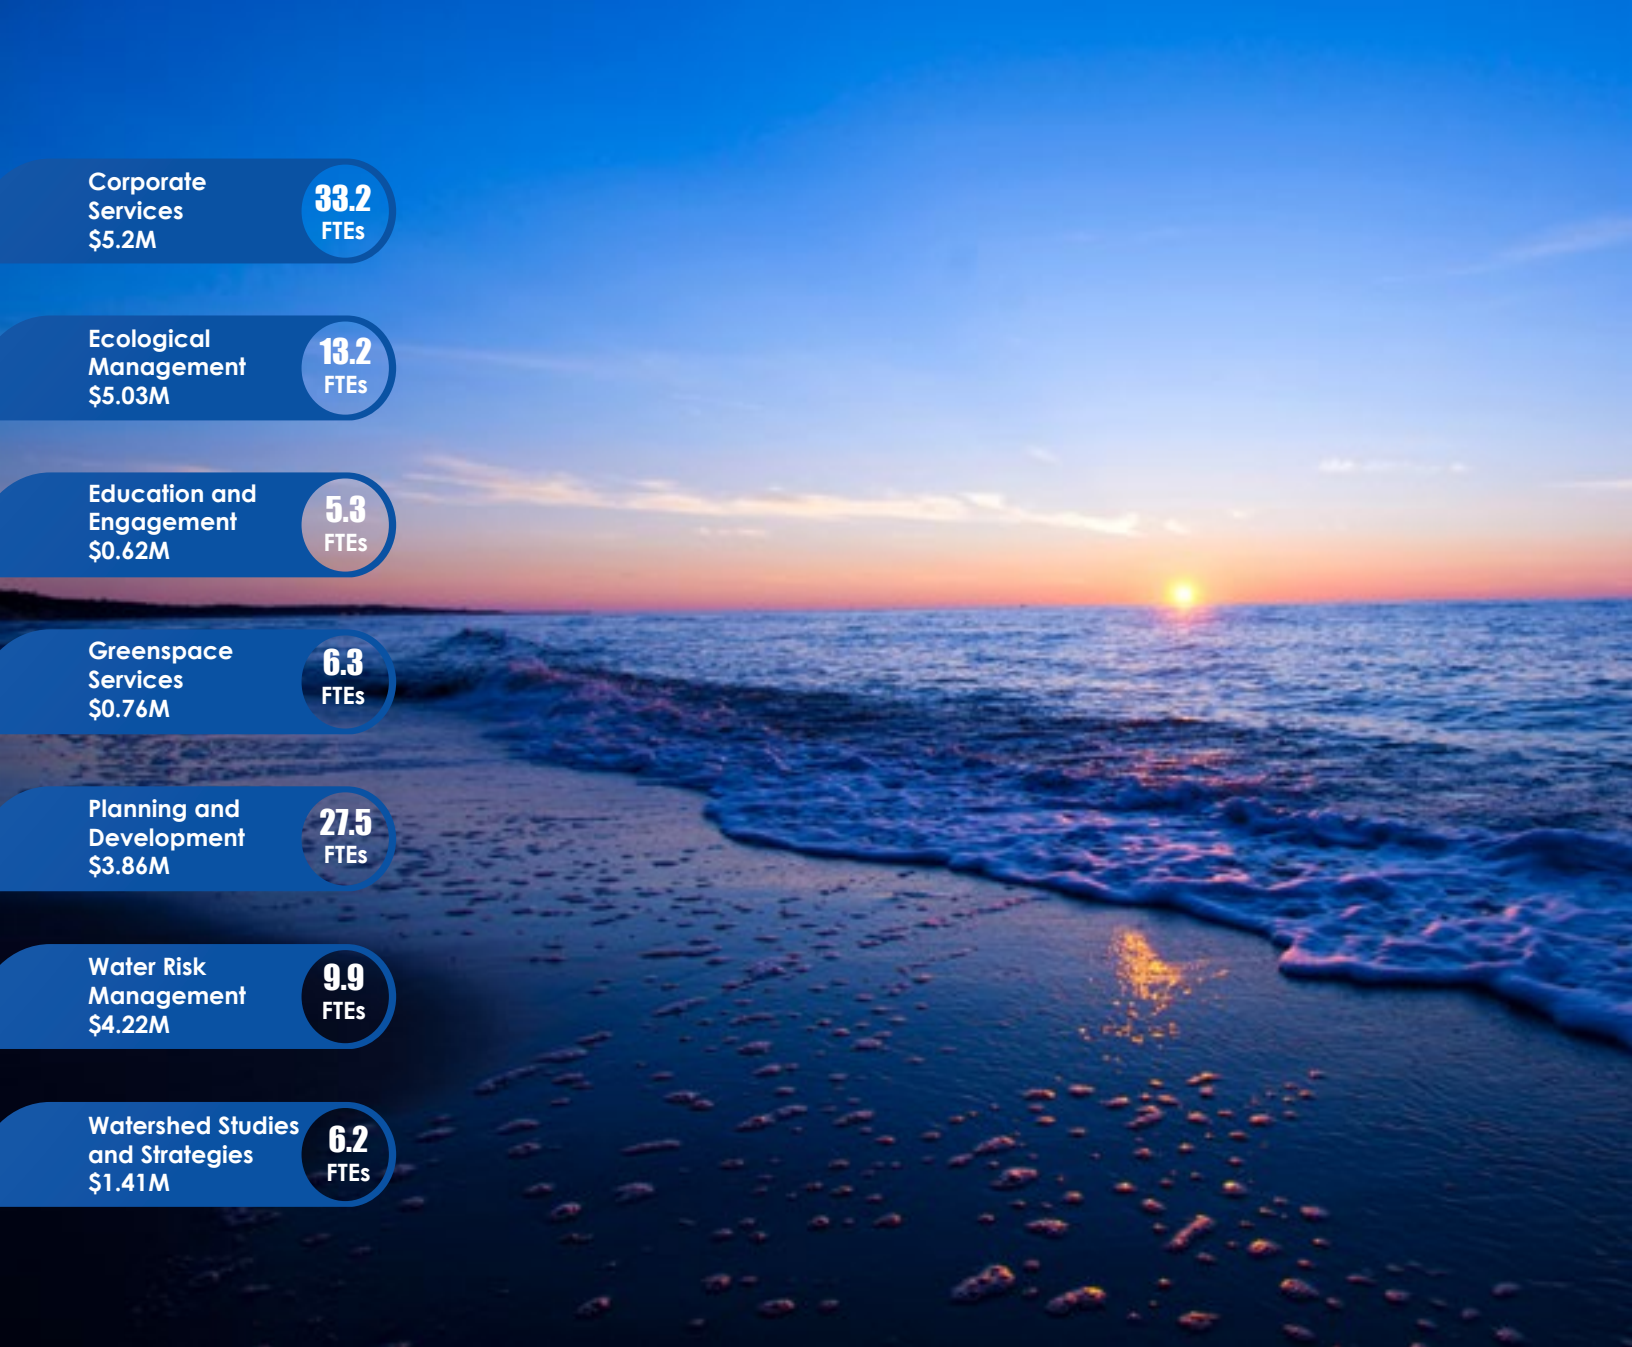 Corporate
Services
$5.2M
33.2
FTEs
Ecological
Management
$5.03M
13.2
FTEs
Education and
Engagement
$0.62M
5.3
FTEs
Greenspace
Services
$0.76M
6.3
FTEs
Planning and
Development
$3.86M
27.5
FTEs
Water Risk
Management
$4.22M
9.9
FTEs
Watershed Studies
and Strategies
$1.41M
6.2
FTEs